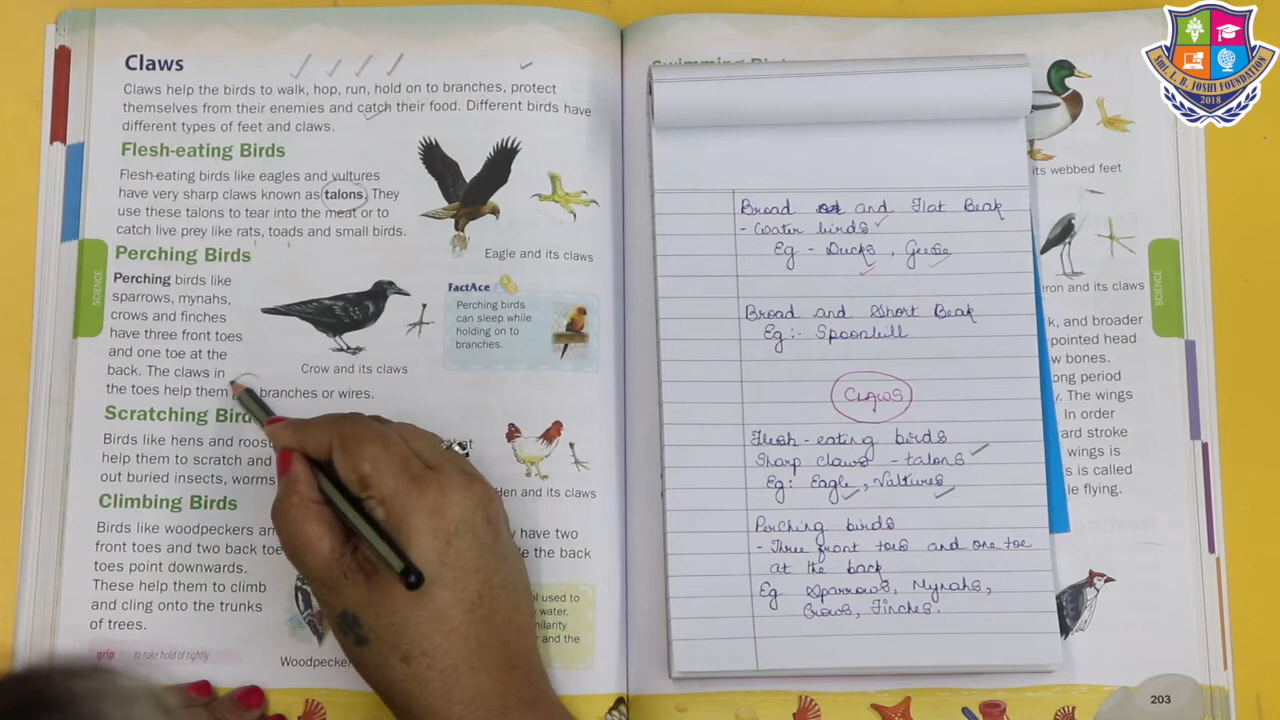 Claws
Claws help the birds to walk, hop, run, hold on to branches, protect
themselves from their enemies and catch their food. Different birds have
different types of feet and claws.
Flesh-eating Birds
Flesh-eating birds like eagles and vultures
have very sharp claws known as talons. They
use these talons to tear into the meat or to
catch live prey like rats, toads and small birds.
Eagle and its claws
Perching Birds
Perching birds like
sparrows, mynahs,
crows and finches
have three front toes
and one toe at the
back. The claws in
the toes help them branches or wires.
Crow and its claws
FactAce
Perching birds
can sleep while
holding on to
branches.
Scratching
Birds like hens and
help them to scratch and
out buried insects, worms
Hen and its claws
Climbing Birds
Birds like woodpeckers
front toes and two back
toes point downwards.
These help them to climb
and cling onto the trunks
of trees.
have two
the back
used to
water.
and the
grip to take hold of tightly
SCIENCE
Broad and Flat Beak
- Water birds
Eg - Ducks, Geese
Broad and Short Beak
Eg:- Spoonbill
Claws
Flesh-eating birds
Sharp claws - talons
Eg: Eagle, Valtures
Perching birds
- Three front toes and one toe
at the back
Eg Sparrows, Mynahs,
Crows, Finches.
its webbed feet
and its claws
SCIENCE
and broader
pointed head
bones.
period
The wings
In order
stroke
wings is
is called
flying.
203
SMT. L. B. JOSHI FOUNDATION
2018